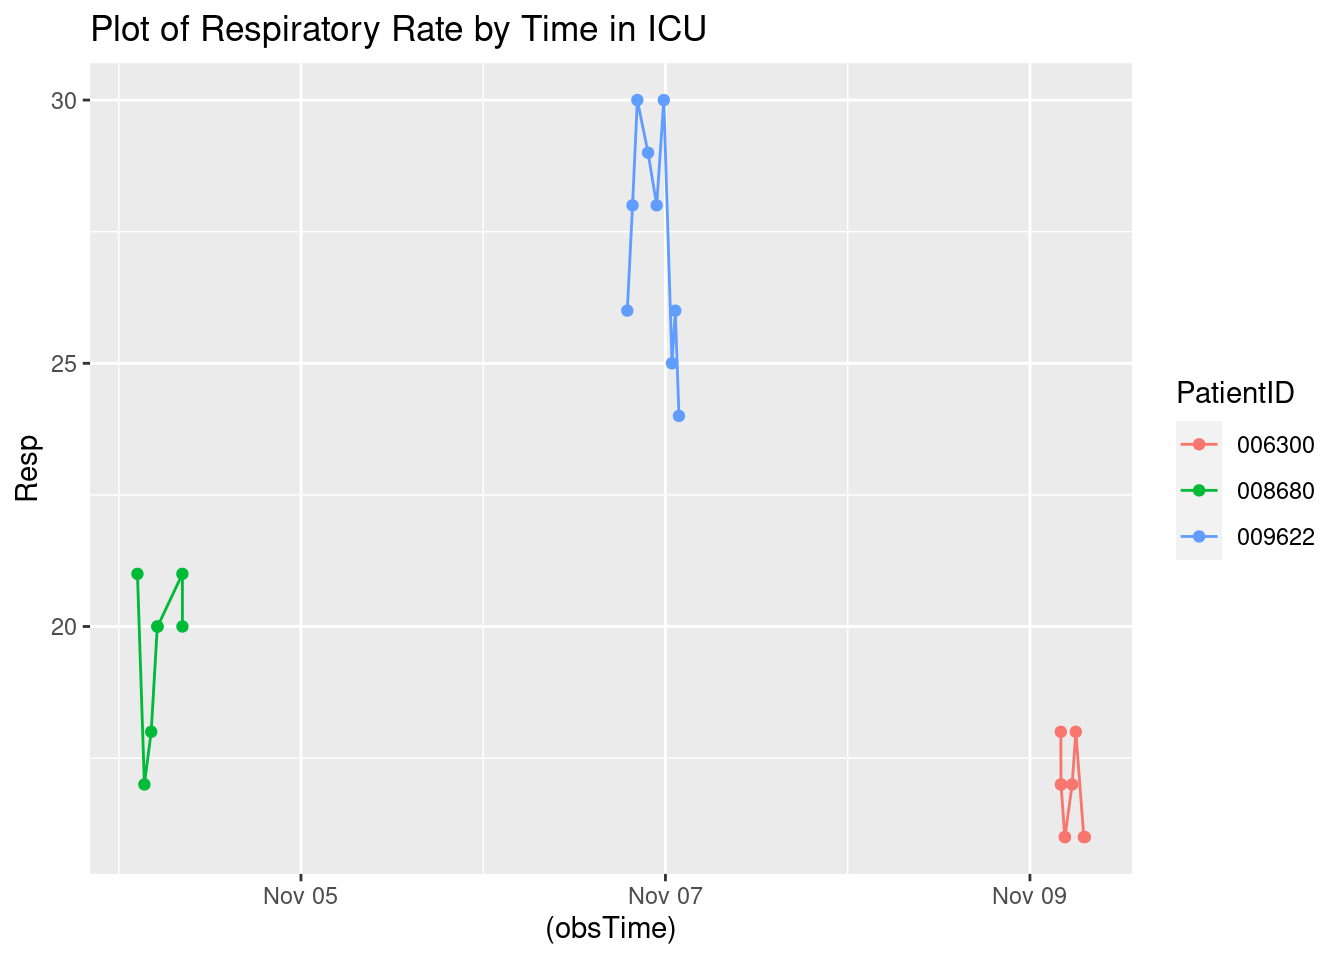 Plot of Respiratory Rate by Time in ICU
30
25
20
Resp
Nov 05
Nov 07
Nov 09
(obsTime)
PatientID
006300
008680
009622